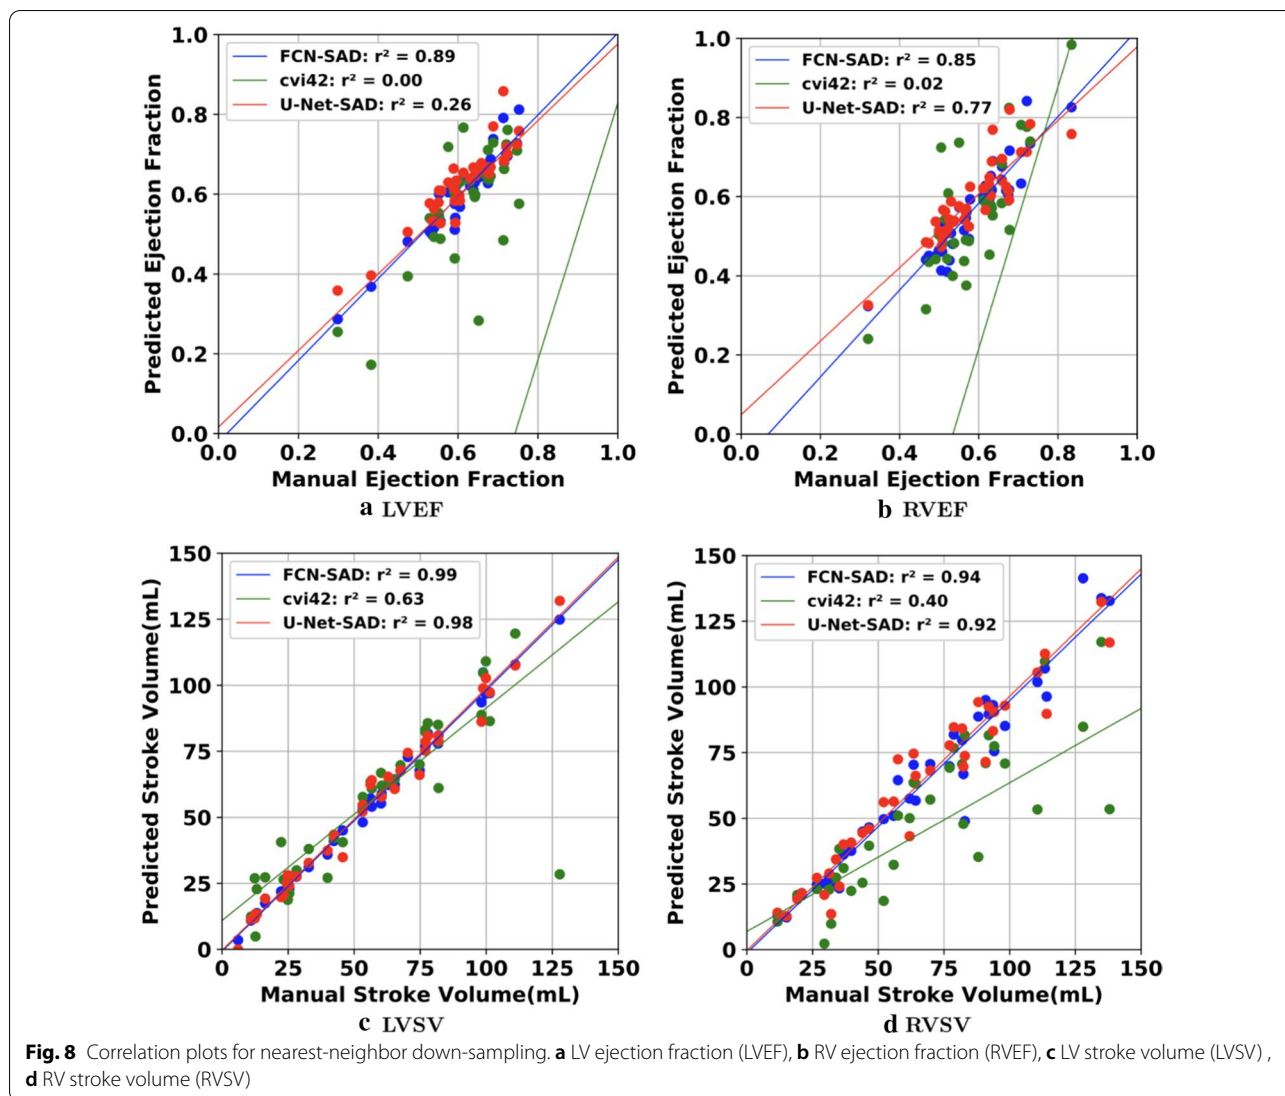 FCN-SAD: r² = 0.89
cvi42: r² = 0.00
U-Net-SAD: r² = 0.26
1.0
0.8
0.6
0.4
0.2
0.0
Predicted Ejection Fraction
0.0 0.2 0.4 0.6 0.8 1.0
Manual Ejection Fraction
a LVEF
FCN-SAD: r² = 0.85
cvi42: r² = 0.02
U-Net-SAD: r² = 0.77
1.0
0.8
0.6
0.4
0.2
0.0
Predicted Ejection Fraction
0.0 0.2 0.4 0.6 0.8 1.0
Manual Ejection Fraction
b RVEF
FCN-SAD: r² = 0.99
cvi42: r² = 0.63
U-Net-SAD: r² = 0.98
150
125
100
75
50
25
0
Predicted Stroke Volume(mL)
0 25 50 75 100 125 150
Manual Stroke Volume(mL)
c LVSV
FCN-SAD: r² = 0.94
cvi42: r² = 0.40
U-Net-SAD: r² = 0.92
150
125
100
75
50
25
0
Predicted Stroke Volume(mL)
0 25 50 75 100 125 150
Manual Stroke Volume(mL)
d RVSV
Fig. 8 Correlation plots for nearest-neighbor down-sampling. a LV ejection fraction (LVEF), b RV ejection fraction (RVEF), c LV stroke volume (LVSV) ,
d RV stroke volume (RVSV)